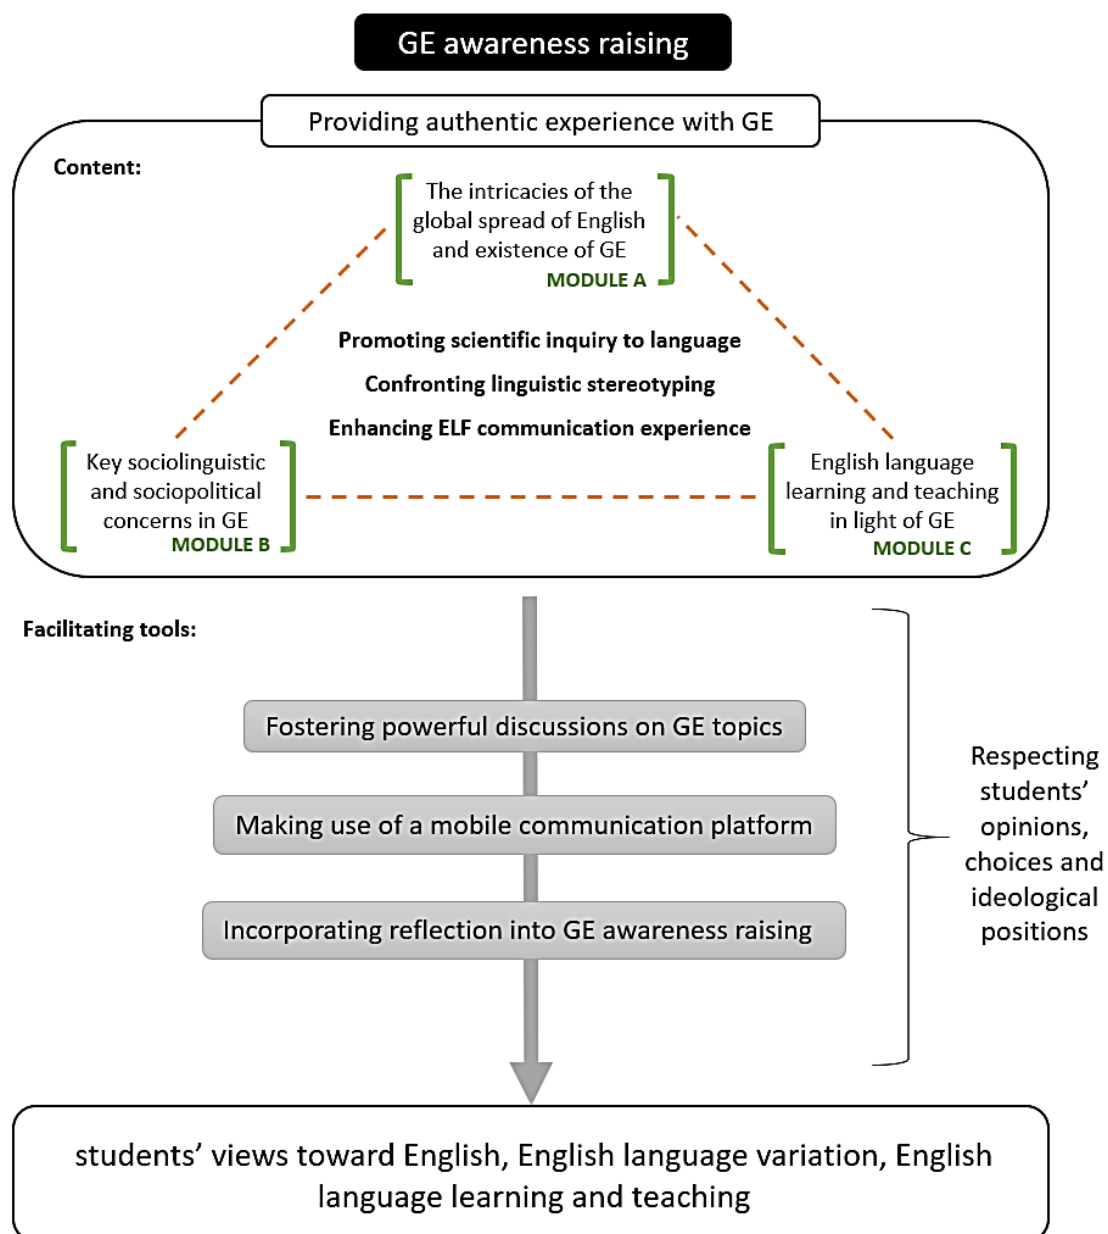 GE awareness raising
Providing authentic experience with GE
Content:
The intricacies of the
global spread of English
and existence of GE
MODULE A
Promoting scientific inquiry to language
Confronting linguistic stereotyping
Enhancing ELF communication experience
Key sociolinguistic
and sociopolitical
concerns in GE
MODULE B
English language
learning and teaching
in light of GE
MODULE C
Facilitating tools:
Fostering powerful discussions on GE topics
Making use of a mobile communication platform
Incorporating reflection into GE awareness raising
Respecting
students’
opinions,
choices and
ideological
positions
students’ views toward English, English language variation, English
language learning and teaching